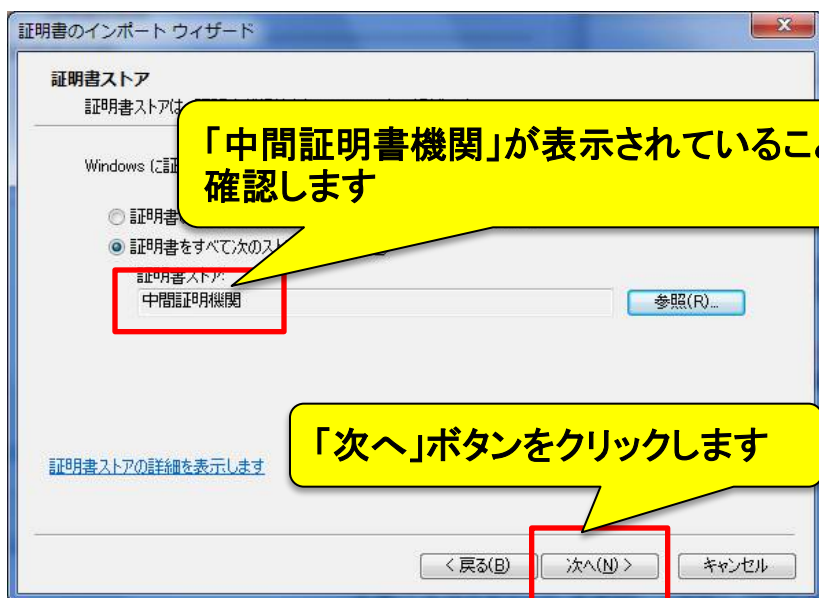 証明書のインポート ウィザード
証明書ストア
証明書ストアは
「中間証明書機関」が表示されているこ
確認します
Windows に証
証明書
証明書をすべて次のスト
証明書ストア:
中間証明機関
参照(R)...
「次へ」ボタンをクリックします
証明書ストアの詳細を表示します
< 戻る(B)
次へ(N) >
キャンセル